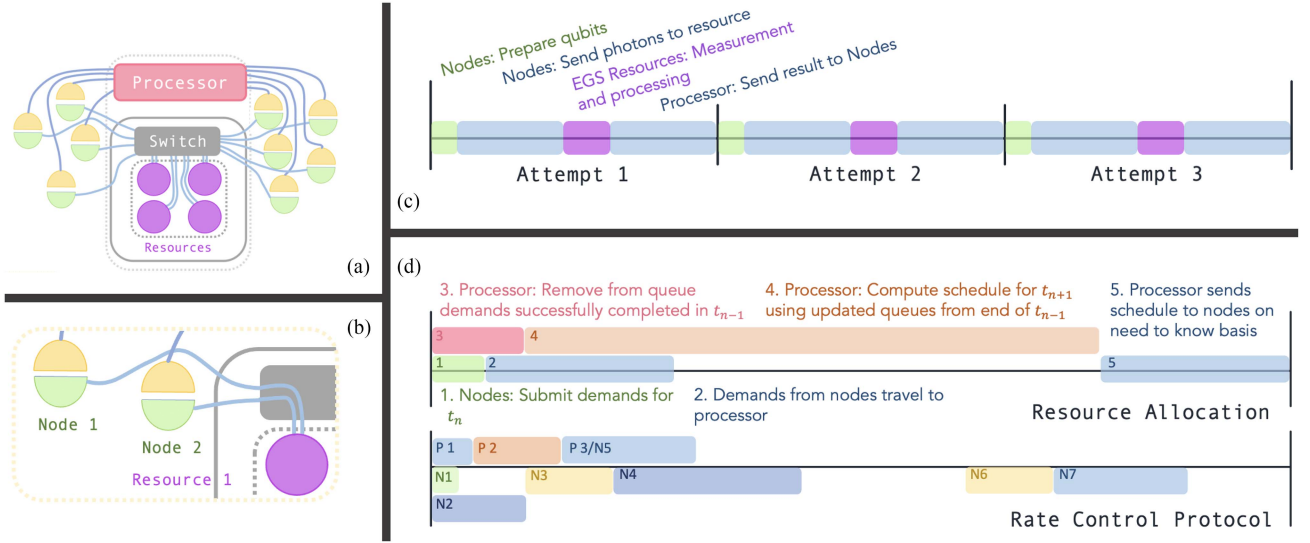 Processor
Switch
Resources
(a)
Node 1
Node 2
Resource 1
(b)
Nodes: Prepare qubits
Nodes: Send photons to resource
EGS Resources: Measurement
and processing
Processor: Send result to Nodes
Attempt 1
Attempt 2
Attempt 3
(c)
(d)
3. Processor: Remove from queue
demands successfully completed in tₙ₋₁
4. Processor: Compute schedule for tₙ₊₁
using updated queues from end of tₙ₋₁
5. Processor sends
schedule to nodes on
need to know basis
3
4
1
2
5
1. Nodes: Submit demands for
tₙ
2. Demands from nodes travel to
processor
Resource Allocation
P 1
P 2
P 3/N5
N1
N3
N4
N6
N7
N2
Rate Control Protocol